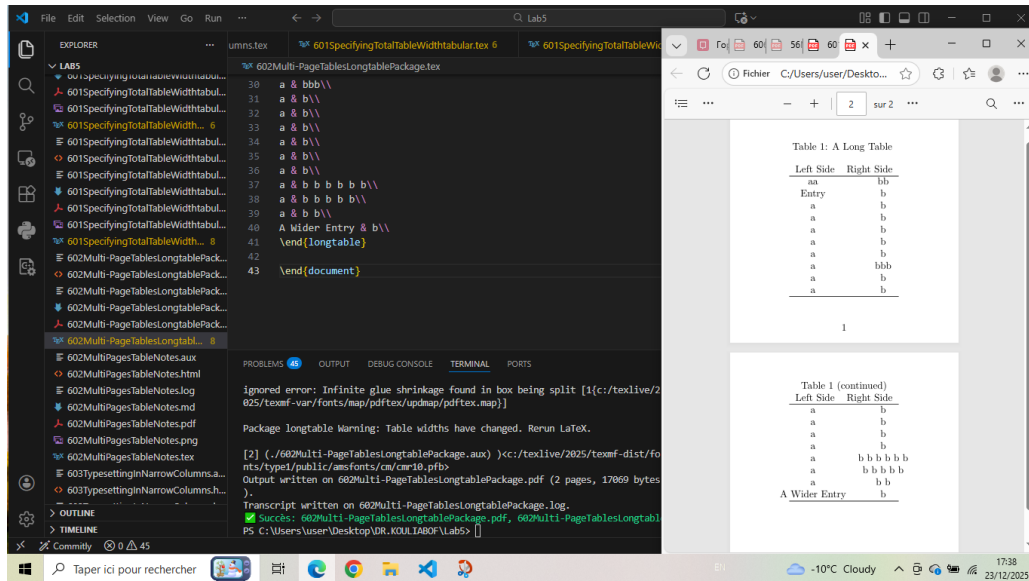 File Edit Selection View Go Run ···
Lab5
EXPLORER ···
LAB5
601SpecifyingTotalTableWidthtabul...
601SpecifyingTotalTableWidthtabul...
601SpecifyingTotalTableWidthtabul...
601SpecifyingTotalTableWidth... 6
601SpecifyingTotalTableWidthtabul...
601SpecifyingTotalTableWidthtabul...
601SpecifyingTotalTableWidthtabul...
601SpecifyingTotalTableWidthtabul...
601SpecifyingTotalTableWidthtabul...
601SpecifyingTotalTableWidthtabul...
601SpecifyingTotalTableWidth... 8
602Multi-PageTablesLongtablePack...
602Multi-PageTablesLongtablePack...
602Multi-PageTablesLongtablePack...
602Multi-PageTablesLongtablePack...
602Multi-PageTablesLongtablePack...
602Multi-PageTablesLongtabl... 8
602MultiPagesTableNotes.aux
602MultiPagesTableNotes.html
602MultiPagesTableNotes.log
602MultiPagesTableNotes.md
602MultiPagesTableNotes.pdf
602MultiPagesTableNotes.png
602MultiPagesTableNotes.tex
603TypesettingInNarrowColumns.a...
603TypesettingInNarrowColumns.h...
OUTLINE
TIMELINE
umns.tex
601SpecifyingTotalTableWidthtabular.tex 6
601SpecifyingTotalTableWid
602Multi-PageTablesLongtablePackage.tex
30 a & bbb\\
31 a & b\\
32 a & b\\
33 a & b\\
34 a & b\\
35 a & b\\
36 a & b\\
37 a & b b b b b b\\
38 a & b b b b b\\
39 a & b b\\
40 A Wider Entry & b\\
41 \end{longtable}
42
43 \end{document}
PROBLEMS 45 OUTPUT DEBUG CONSOLE TERMINAL PORTS
ignored error: Infinite glue shrinkage found in box being split [1{c:/texlive/2
025/texmf-var/fonts/map/pdftex/updmap/pdftex.map}]
Package longtable Warning: Table widths have changed. Rerun LaTeX.
[2] (./602Multi-PageTablesLongtablePackage.aux) )<c:/texlive/2025/texmf-dist/fo
nts/type1/public/amsfonts/cm/cmr10.pfb>
Output written on 602Multi-PageTablesLongtablePackage.pdf (2 pages, 17069 bytes
).
Transcript written on 602Multi-PageTablesLongtablePackage.log.
Succès: 602Multi-PageTablesLongtablePackage.pdf, 602Multi-PageTablesLongtabl
PS C:\Users\user\Desktop\DR.KOULIABOF\Lab5>
Commitly 0 45
Го 60 56 60
Fichier C:/Users/user/Deskto...
2 sur 2
Table 1: A Long Table
Left Side Right Side
aa bb
Entry b
a b
a b
a b
a b
a b
a bbb
a b
a b
1
Table 1 (continued)
Left Side Right Side
a b
a b
a b
a b
a b b b b b b
a b b b b b
a b b
A Wider Entry b
Taper ici pour rechercher
EN
-10°C Cloudy
17:38
23/12/2025